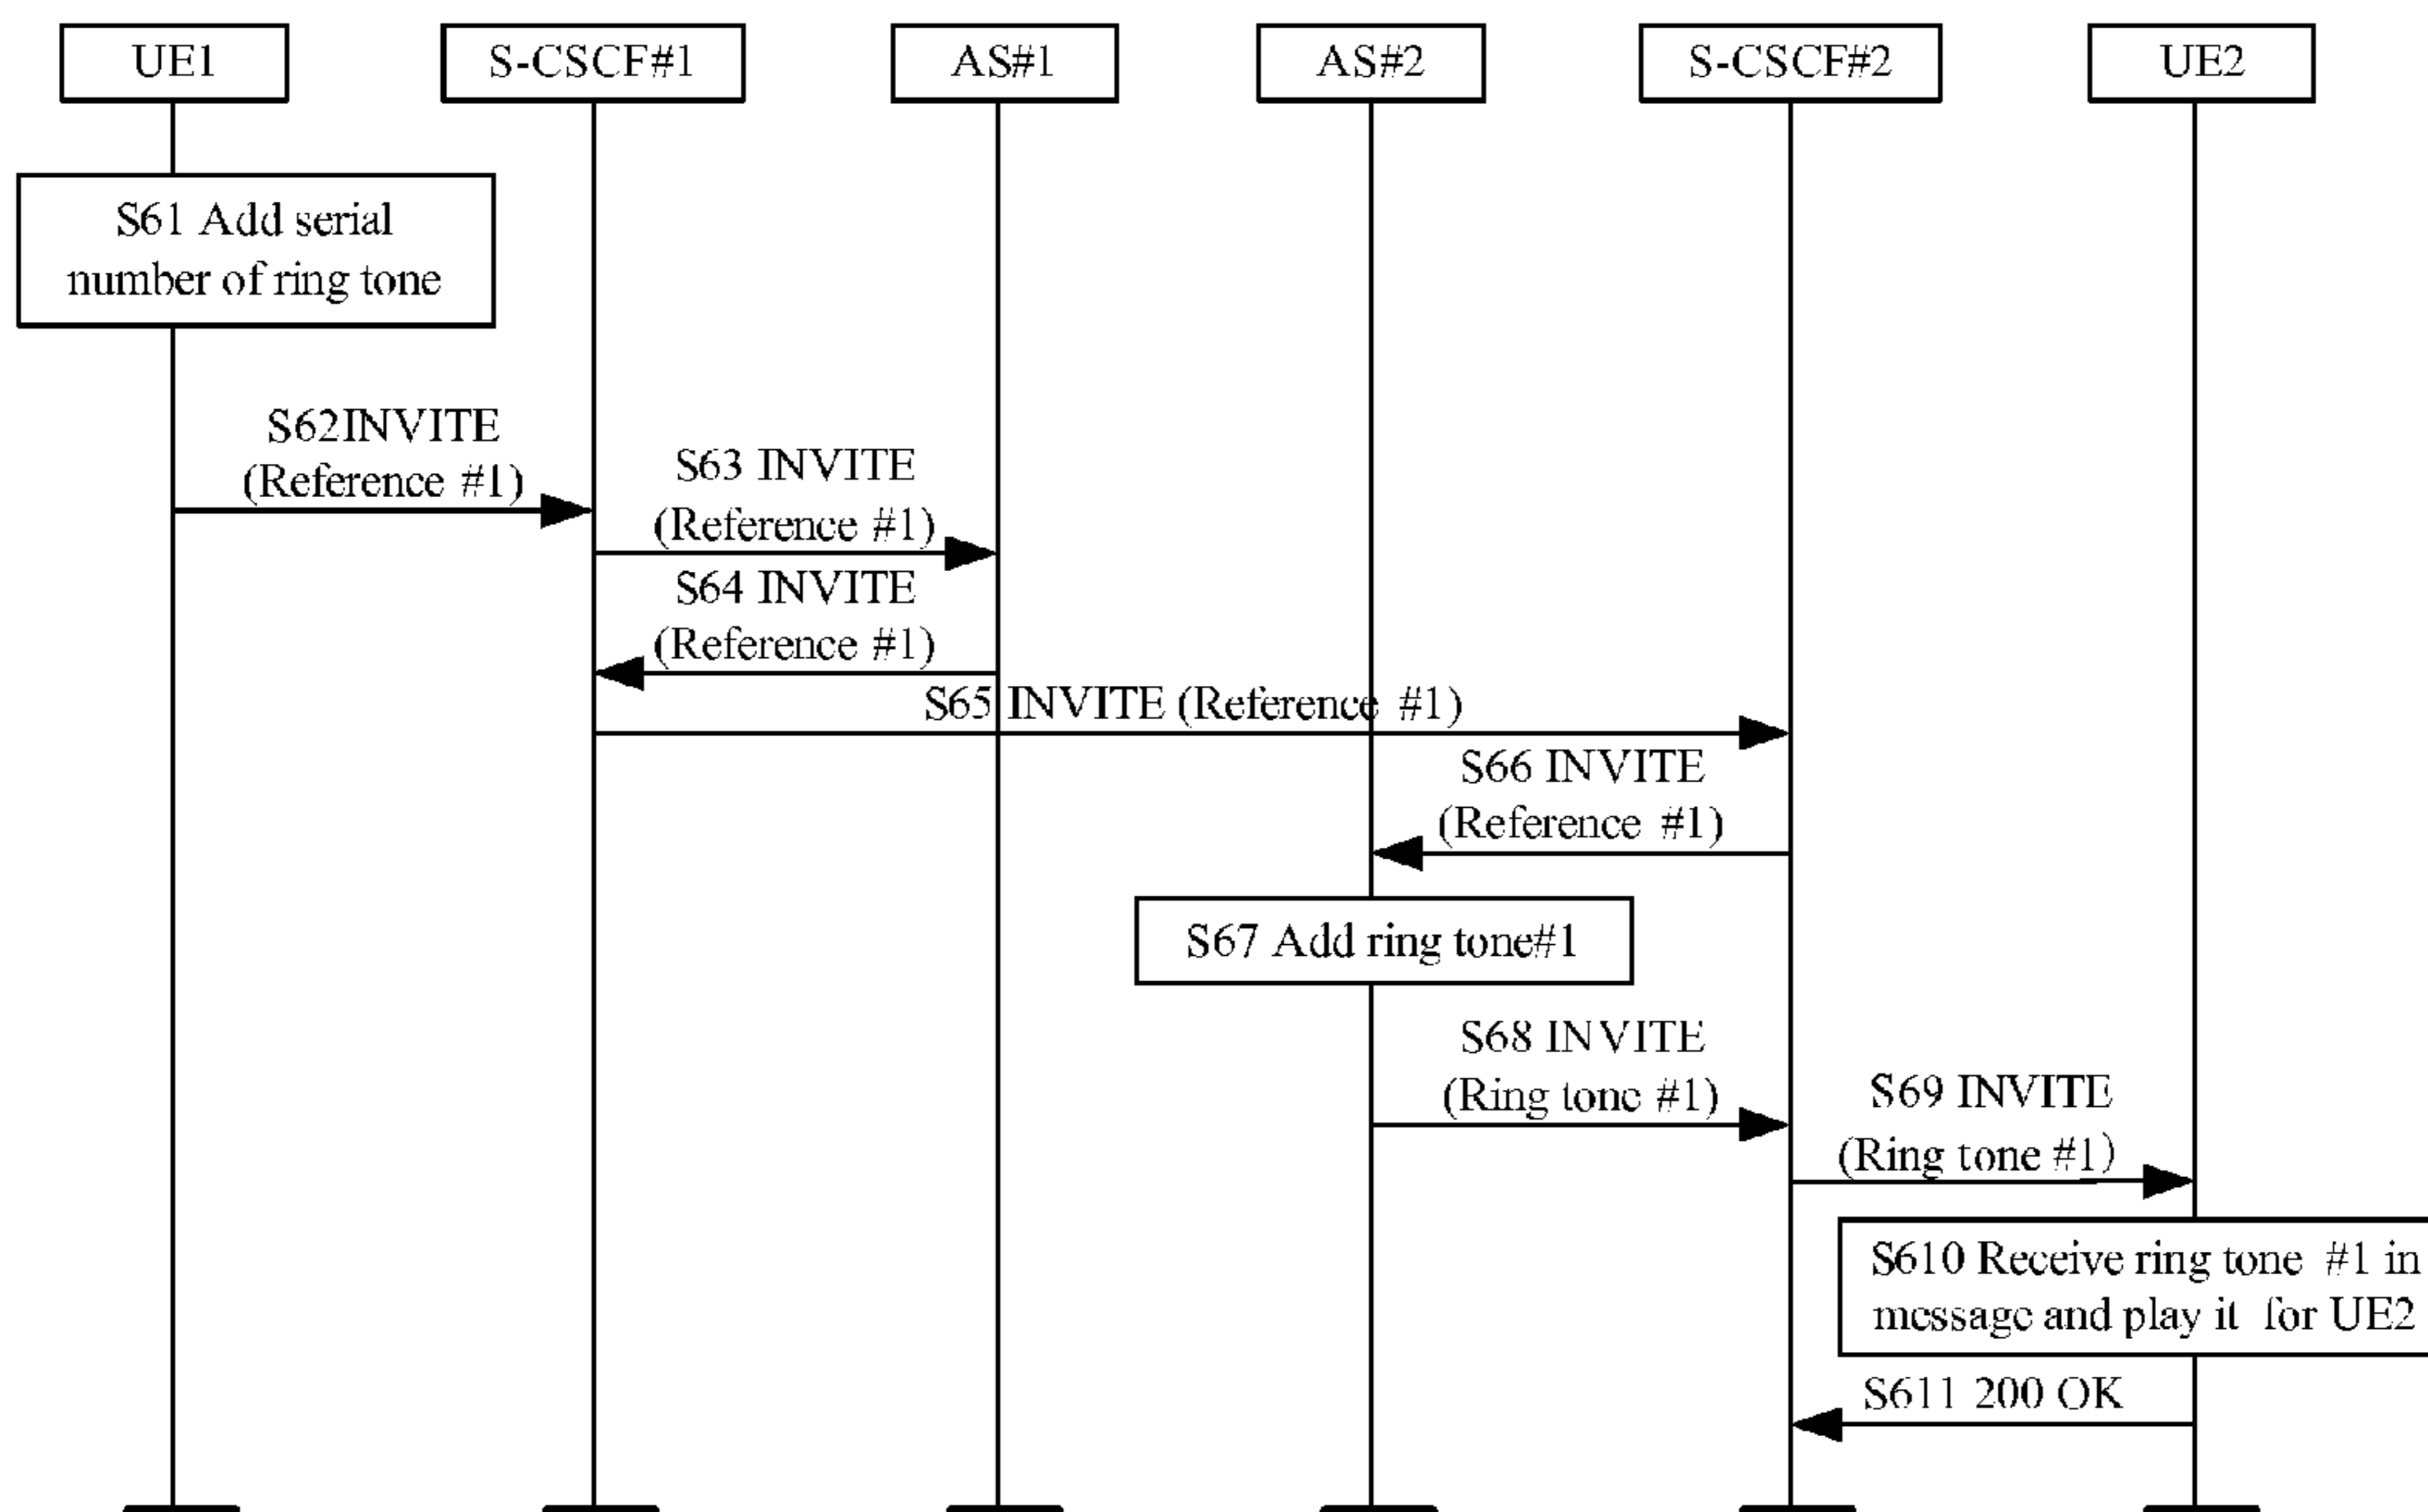 UE1
S-CSCF#1
AS#1
AS#2
S-CSCF#2
UE2
S61 Add serial
number of ring tone
S62INVITE
(Reference #1)
S63 INVITE
(Reference #1)
S64 INVITE
(Reference #1)
S65 INVITE (Reference #1)
S66 INVITE
(Reference #1)
S67 Add ring tone#1
S68 INVITE
(Ring tone #1)
S69 INVITE
(Ring tone #1)
S610 Receive ring tone #1 in
message and play it for UE2
S611 200 OK